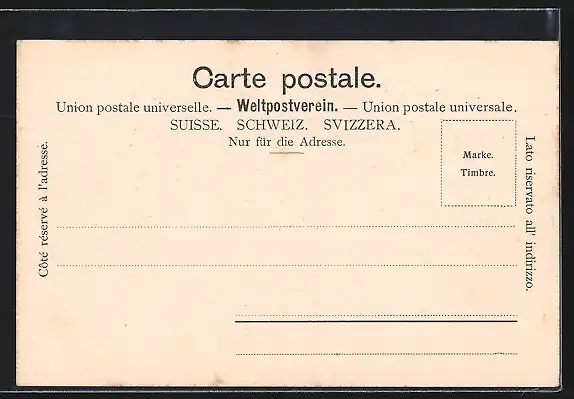 Carte postale.
Union postale universelle. — Weltpostverein. — Union postale universale.
SUISSE. SCHWEIZ. SVIZZERA.
Nur für die Adresse.
Marke.
Timbre.
Côté réservé à l'adresse.
Lato riservato all' indirizzo.